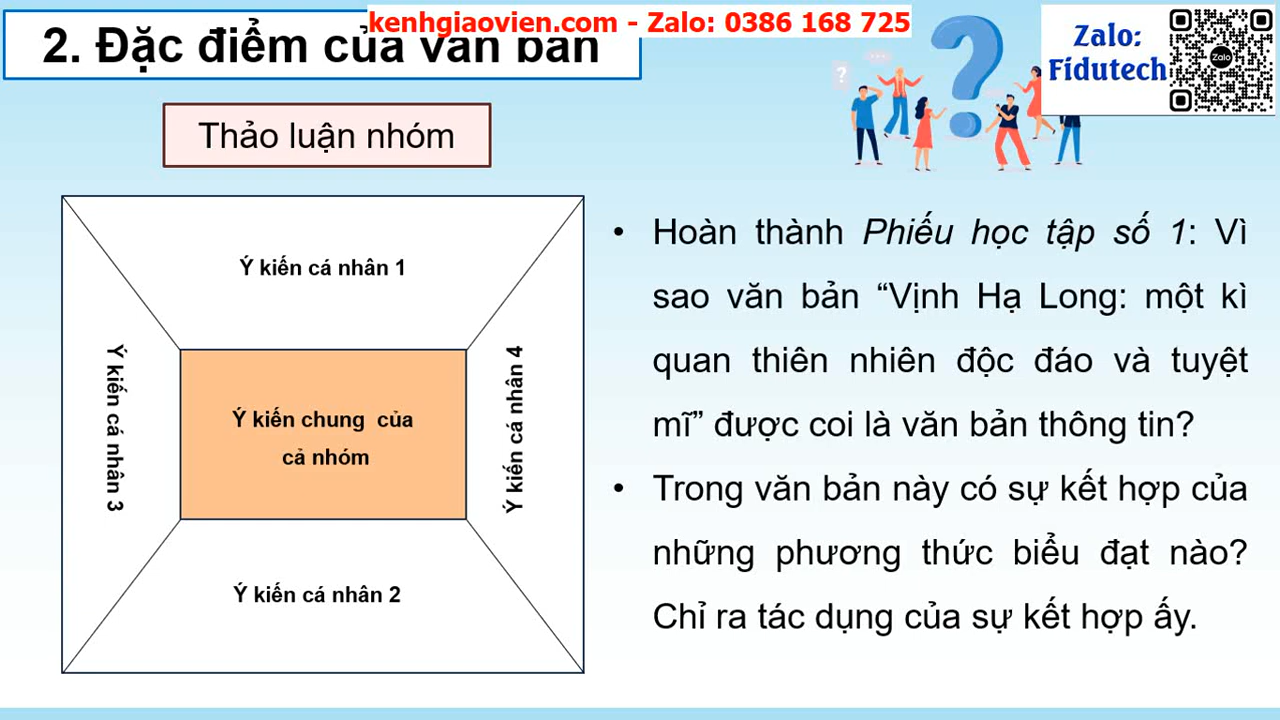 kenhgiaovien.com - Zalo: 0386 168 725
2. Đặc điểm của văn bản
Zalo:
Fidutech
Zalo
?
Thảo luận nhóm
Ý kiến cá nhân 1
Ý kiến cá nhân 3
Ý kiến chung của
cả nhóm
Ý kiến cá nhân 4
Ý kiến cá nhân 2
• Hoàn thành Phiếu học tập số 1: Vì
sao văn bản “Vịnh Hạ Long: một kì
quan thiên nhiên độc đáo và tuyệt
mĩ” được coi là văn bản thông tin?
• Trong văn bản này có sự kết hợp của
những phương thức biểu đạt nào?
Chỉ ra tác dụng của sự kết hợp ấy.